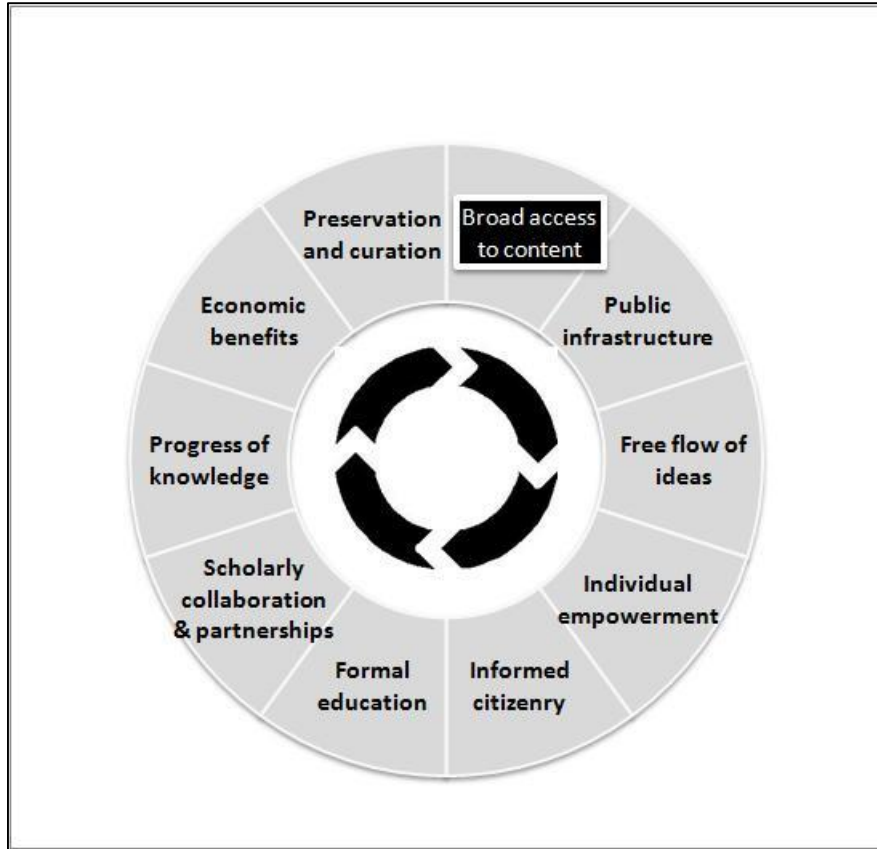 Broad access
to content
Public
infrastructure
Free flow of
ideas
Individual
empowerment
Informed
citizenry
Formal
education
Scholarly
collaboration
& partnerships
Progress of
knowledge
Economic
benefits
Preservation
and curation